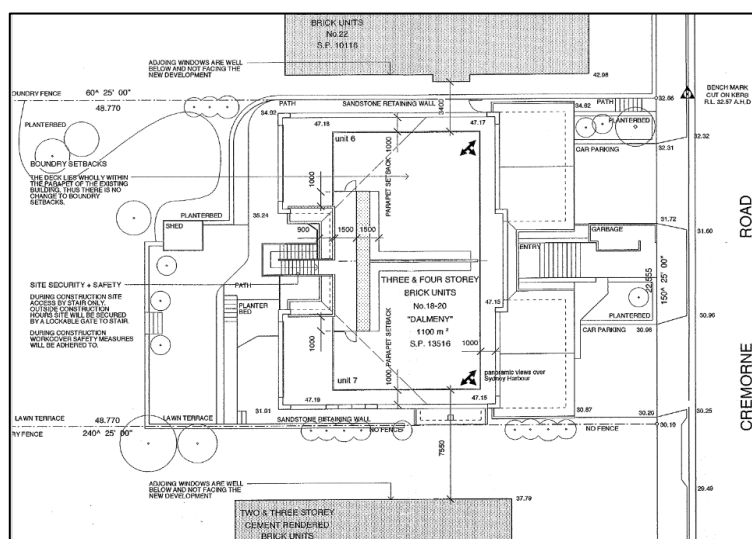 BRICK UNITS
No.22
S.P. 10116
ADJOING WINDOWS ARE WELL
BELOW AND NOT FACING THE
NEW DEVELOPMENT
42.98
BENCH MARK
CUT ON KERB
R.L. 32.57 A.H.D
OUNDRY FENCE
60° 25' 00"
48.770
PATH
SANDSTONE RETAINING WALL
3400
34.62
PATH
32.66
34.92
47.18
47.17
PLANTERBED
PLANTERBED
32.32
unit 6
CAR PARKING
32.31
BOUNDRY SETBACKS
THE DECK LIES WHOLLY WITHIN
THE PARAPET OF THE EXISTING
BUILDING, THUS THERE IS NO
CHANGE TO BOUNDRY
SETBACKS.
1000
PARAPET SETBACK
1000
ROAD
PLANTERBED
35.24
31.72
SHED
GARBAGE
31.60
900
1500
1500
ENTRY
22.555
150° 25' 00"
SITE SECURITY + SAFETY
PATH
THREE & FOUR STOREY
BRICK UNITS
No.18-20
"DALMENY"
1100 m²
S.P. 13516
DURING CONSTRUCTION SITE
ACCESS BY STAIR ONLY.
OUTSIDE CONSTRUCTION
HOURS SITE WILL BE SECURED
BY A LOCKABLE GATE TO STAIR.
DURING CONSTRUCTION
WORKCOVER SAFETY MEASURES
WILL BE ADHERED TO.
PLANTER
BED
47.15
PLANTERBED
30.96
CAR PARKING
30.96
1000
PARAPET SETBACK
1000
1000
panoramic views over
Sydney Harbour
unit 7
CREMORNE
LAWN TERRACE
48.770
LAWN TERRACE
31.01
47.19
47.15
30.87
30.20
30.25
SANDSTONE RETAINING WALL
RY FENCE
240° 25' 00"
NO FENCE
NO FENCE
30.19
7550
ADJOING WINDOWS ARE WELL
BELOW AND NOT FACING THE
NEW DEVELOPMENT
29.49
37.79
TWO & THREE STOREY
CEMENT RENDERED
BRICK UNITS